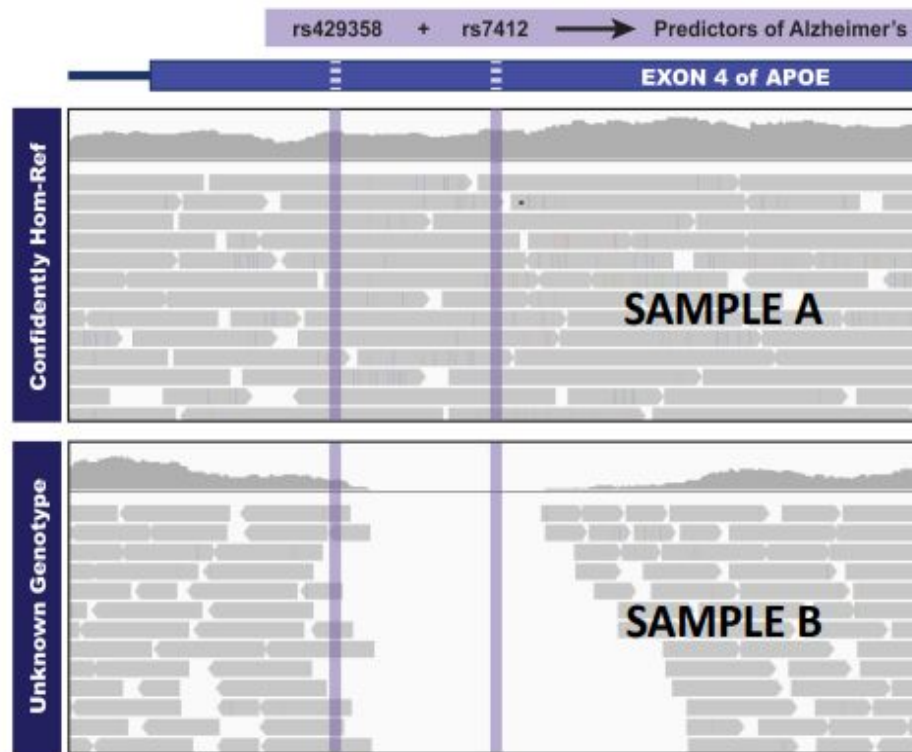 rs429358 + rs7412 → Predictors of Alzheimer's
EXON 4 of APOE
Confidently Hom-Ref
SAMPLE A
Unknown Genotype
SAMPLE B